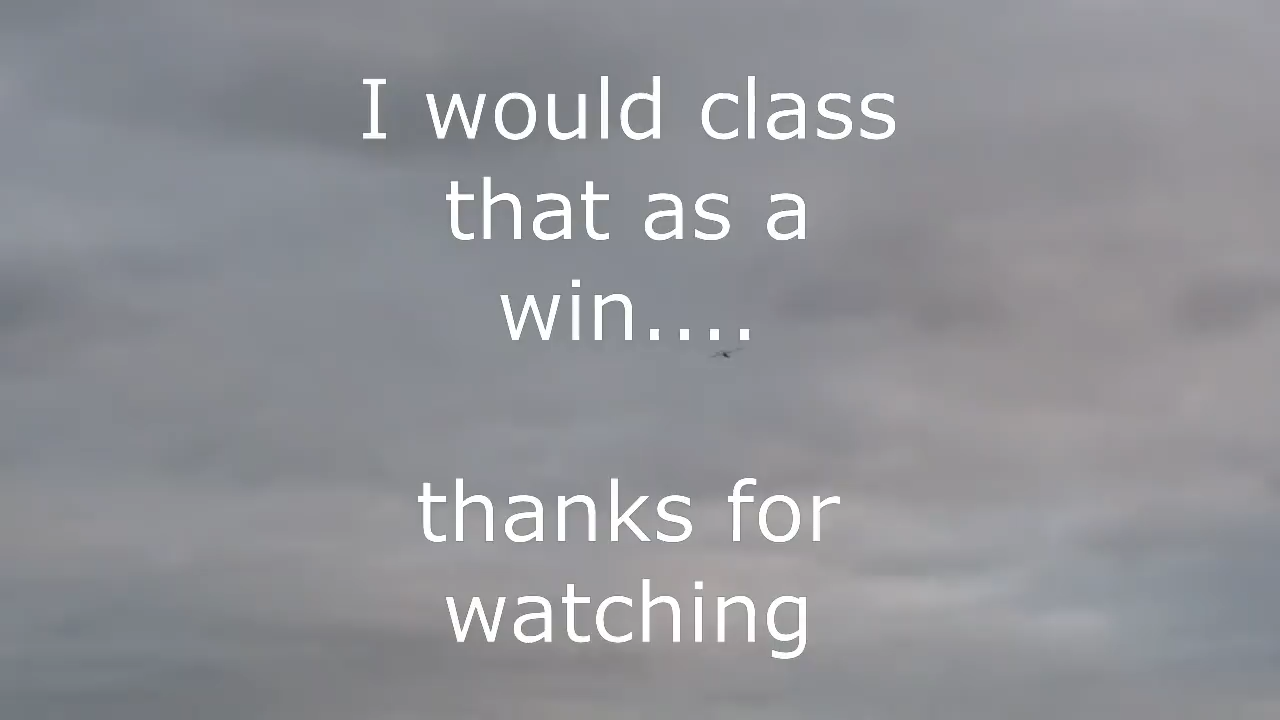 I would class
that as a
win....
thanks for
watching